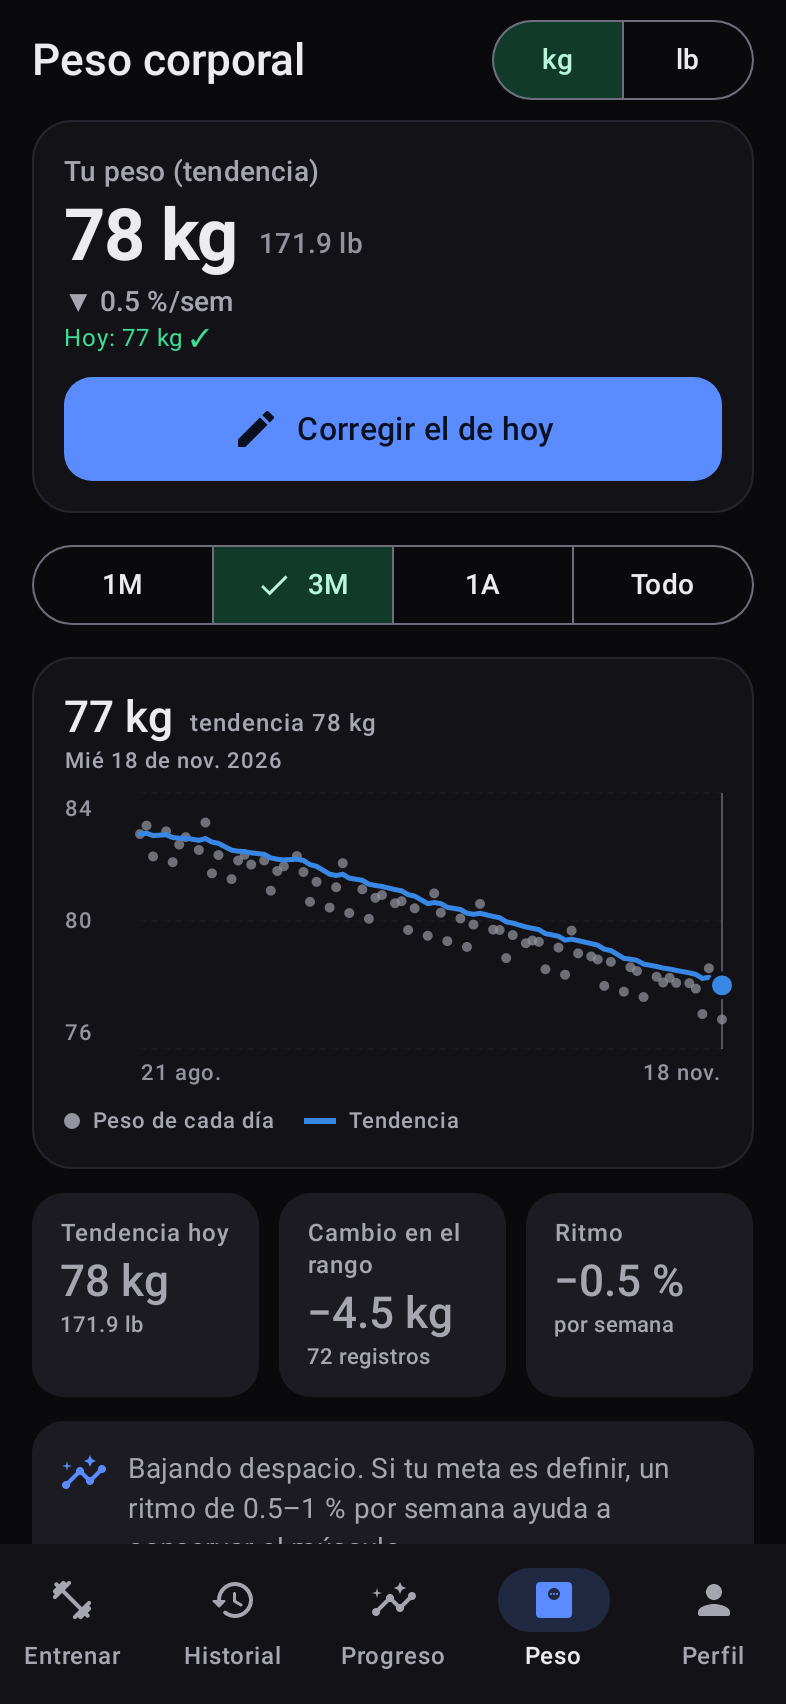 Peso corporal
kg
lb
Tu peso (tendencia)
78 kg 171.9 lb
▼ 0.5 %/sem
Hoy: 77 kg ✓
Corregir el de hoy
1M
3M
1A
Todo
77 kg tendencia 78 kg
Mié 18 de nov. 2026
84
80
76
21 ago.
18 nov.
Peso de cada día
Tendencia
Tendencia hoy
78 kg
171.9 lb
Cambio en el
rango
−4.5 kg
72 registros
Ritmo
−0.5 %
por semana
Bajando despacio. Si tu meta es definir, un
ritmo de 0.5–1 % por semana ayuda a
Entrenar
Historial
Progreso
Peso
Perfil